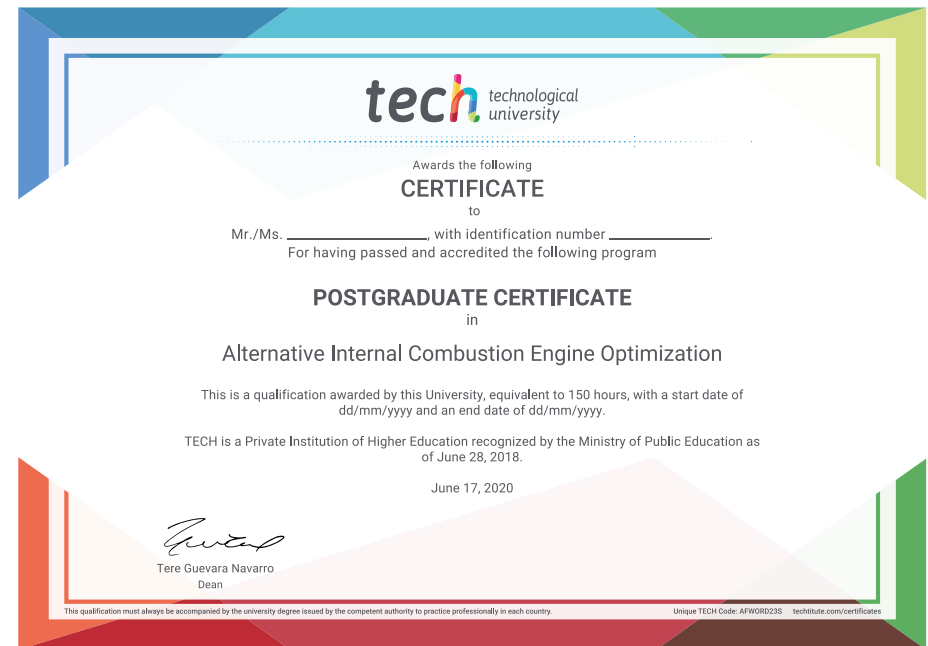 tech technological
university
Awards the following
CERTIFICATE
to
Mr./Ms. ____________________, with identification number ______________.
For having passed and accredited the following program
POSTGRADUATE CERTIFICATE
in
Alternative Internal Combustion Engine Optimization
This is a qualification awarded by this University, equivalent to 150 hours, with a start date of
dd/mm/yyyy and an end date of dd/mm/yyyy.
TECH is a Private Institution of Higher Education recognized by the Ministry of Public Education as
of June 28, 2018.
June 17, 2020
Tere Guevara Navarro
Dean
This qualification must always be accompanied by the university degree issued by the competent authority to practice professionally in each country.
Unique TECH Code: AFWORD23S techtitute.com/certificates